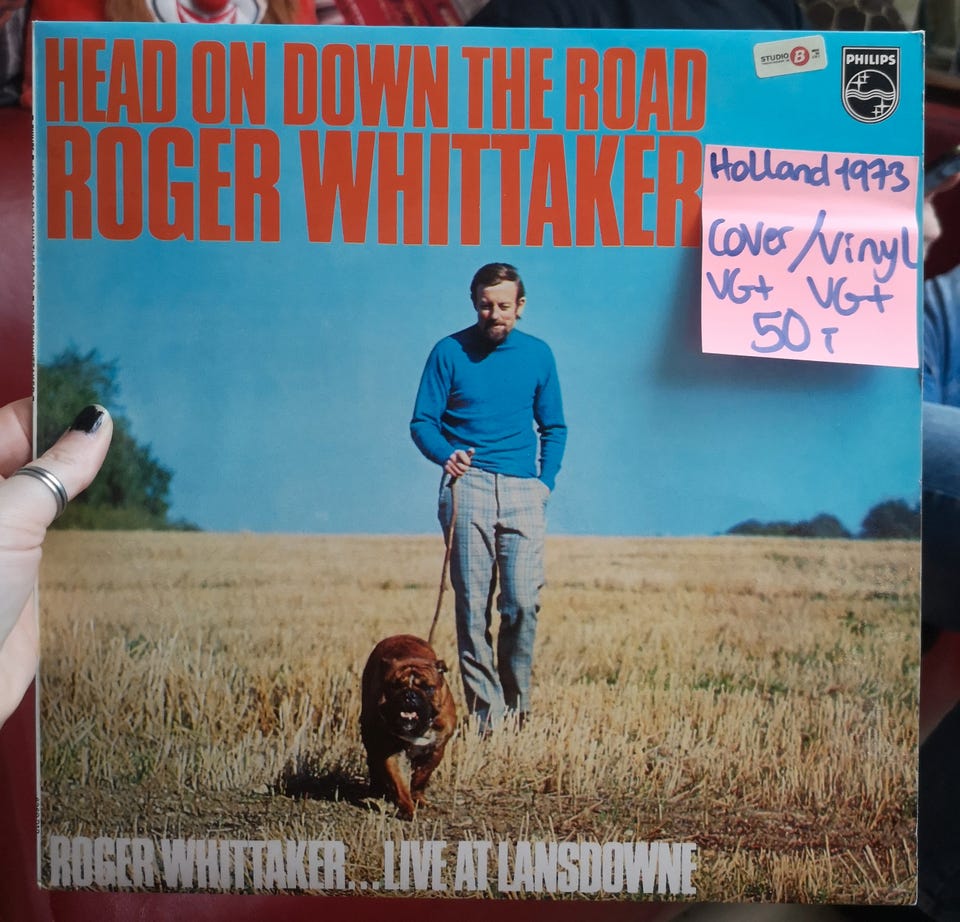 HEAD ON DOWN THE ROAD
ROGER WHITTAKER
STUDIO B
PHILIPS
Holland 1973
cover/vinyl
VG+ VG+
50 T
ROGER WHITTAKER...LIVE AT LANSDOWNE